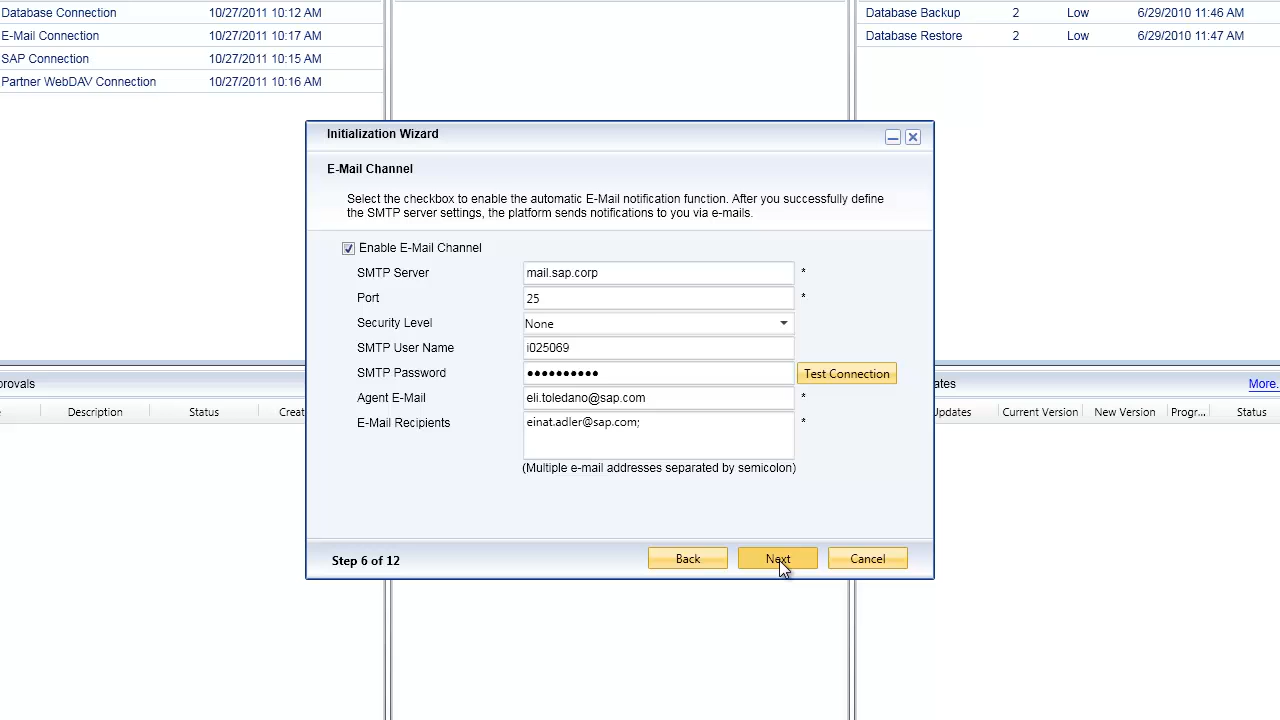 Database Connection 10/27/2011 10:12 AM
E-Mail Connection 10/27/2011 10:17 AM
SAP Connection 10/27/2011 10:15 AM
Partner WebDAV Connection 10/27/2011 10:16 AM
Database Backup 2 Low 6/29/2010 11:46 AM
Database Restore 2 Low 6/29/2010 11:47 AM
Initialization Wizard
E-Mail Channel
Select the checkbox to enable the automatic E-Mail notification function. After you successfully define
the SMTP server settings, the platform sends notifications to you via e-mails.
Enable E-Mail Channel
SMTP Server mail.sap.corp *
Port 25 *
Security Level None
SMTP User Name i025069
SMTP Password ●●●●●●●●●● Test Connection
Agent E-Mail eli.toledano@sap.com *
E-Mail Recipients einat.adler@sap.com; *
(Multiple e-mail addresses separated by semicolon)
Step 6 of 12 Back Next Cancel
rovals
Description Status Creat
ates More.
Updates Current Version New Version Progr... Status